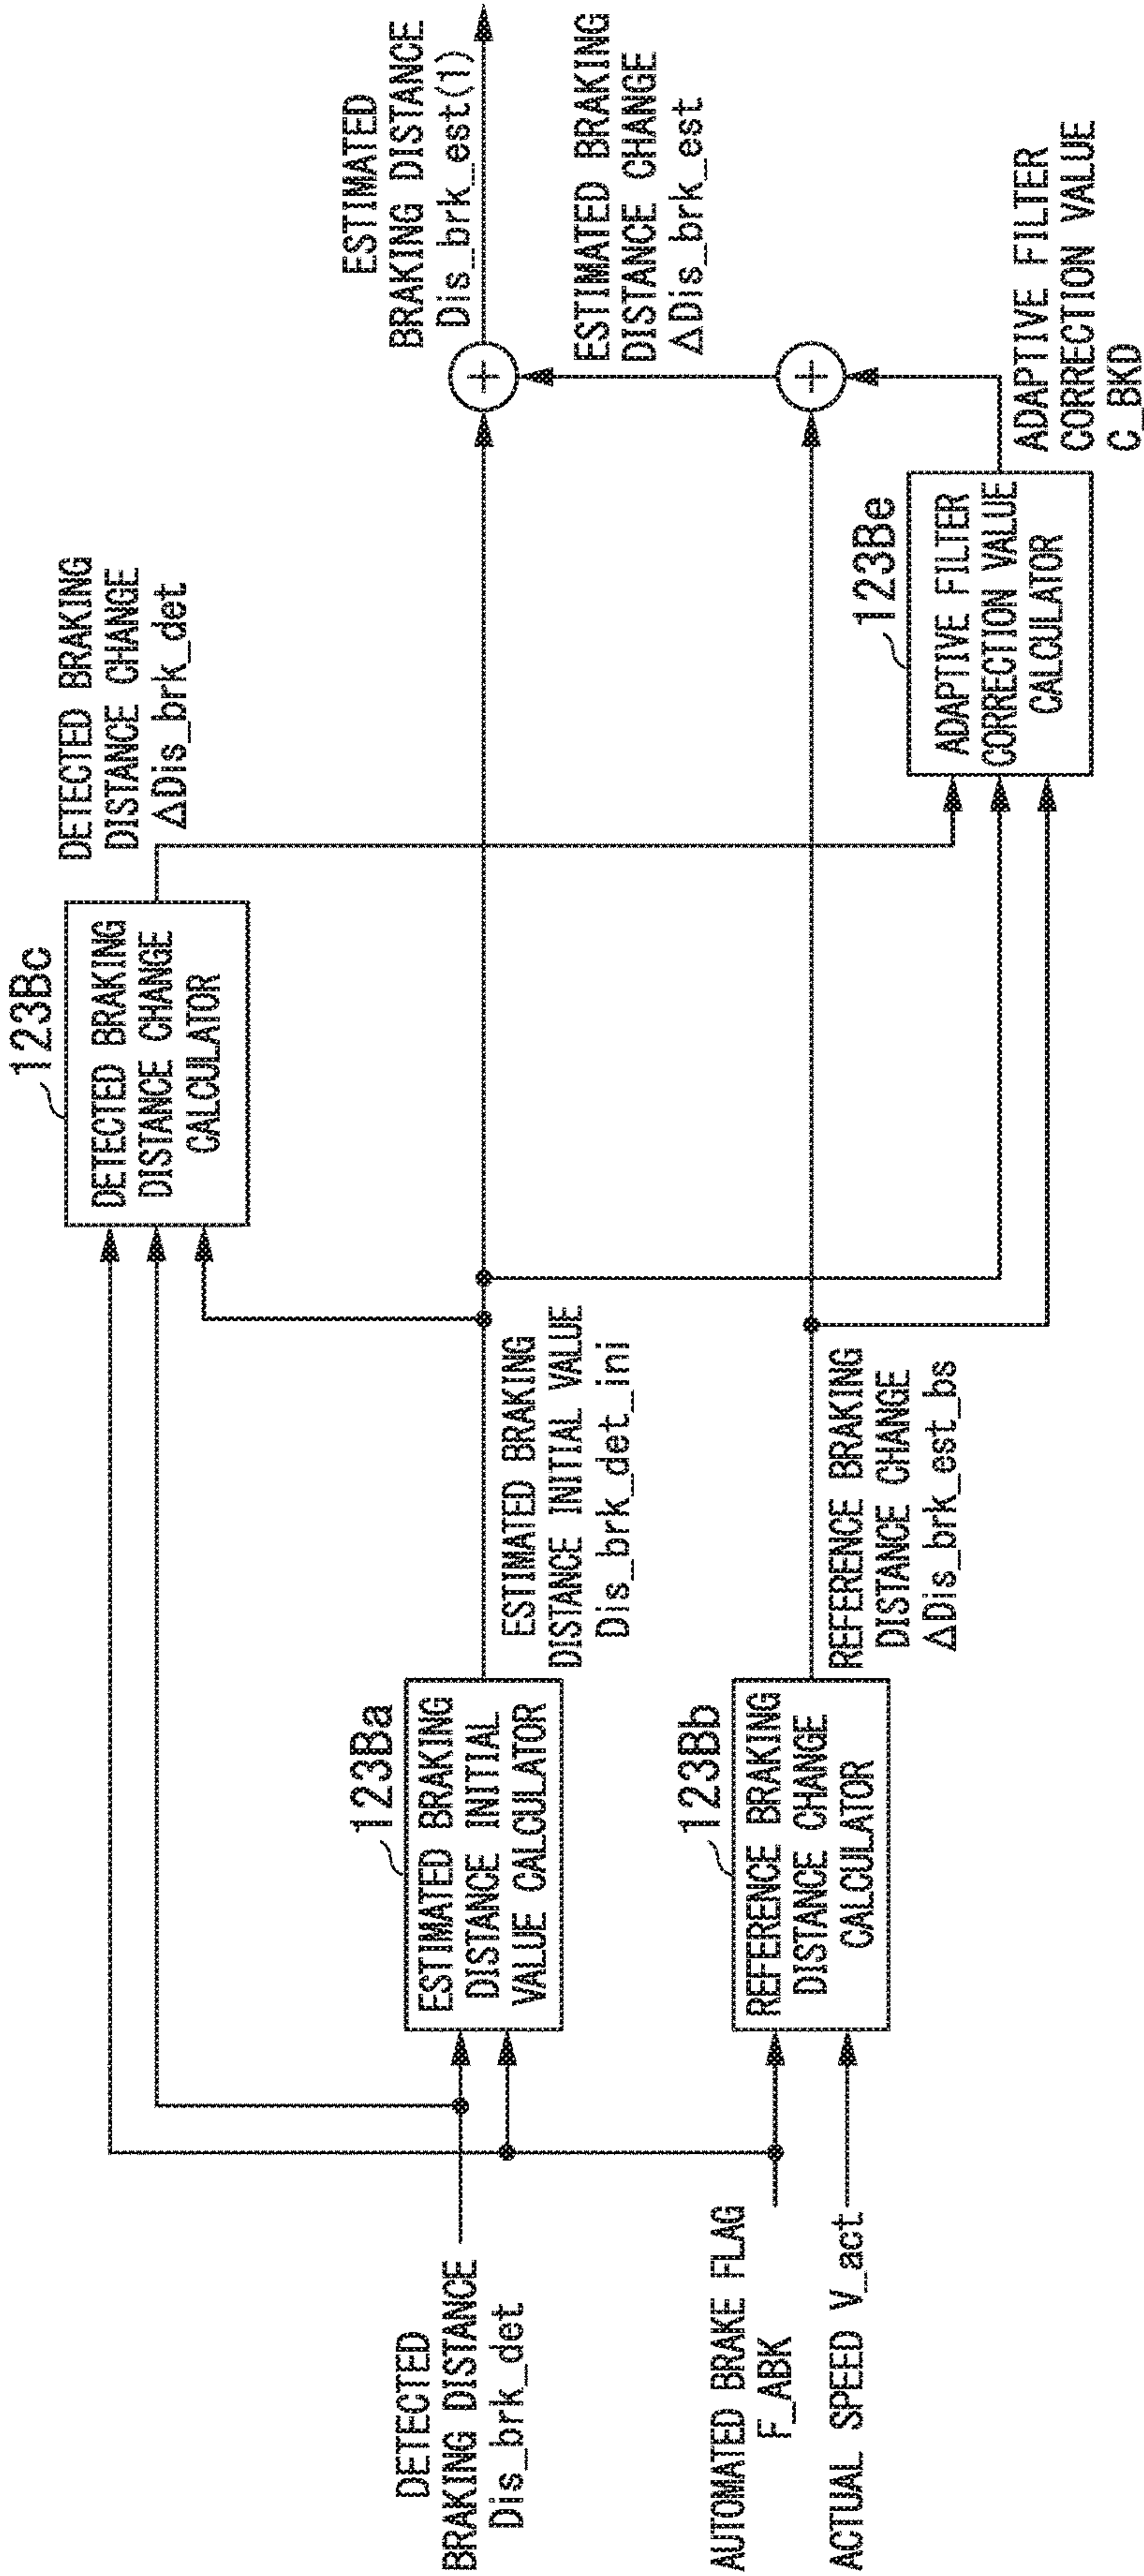 DETECTED
BRAKING DISTANCE
Dis_brk_det
AUTOMATED BRAKE FLAG
F_ABK
ACTUAL SPEED V_act
123Ba
ESTIMATED BRAKING
DISTANCE INITIAL
VALUE CALCULATOR
123Bb
REFERENCE BRAKING
DISTANCE CHANGE
CALCULATOR
ESTIMATED BRAKING
DISTANCE INITIAL VALUE
Dis_brk_det_ini
REFERENCE BRAKING
DISTANCE CHANGE
ΔDis_brk_est_bs
123Bc
DETECTED BRAKING
DISTANCE CHANGE
CALCULATOR
DETECTED BRAKING
DISTANCE CHANGE
ΔDis_brk_det
123Be
ADAPTIVE FILTER
CORRECTION VALUE
CALCULATOR
ESTIMATED
BRAKING DISTANCE
Dis_brk_est(1)
+
ESTIMATED BRAKING
DISTANCE CHANGE
ΔDis_brk_est
+
ADAPTIVE FILTER
CORRECTION VALUE
C_BKD